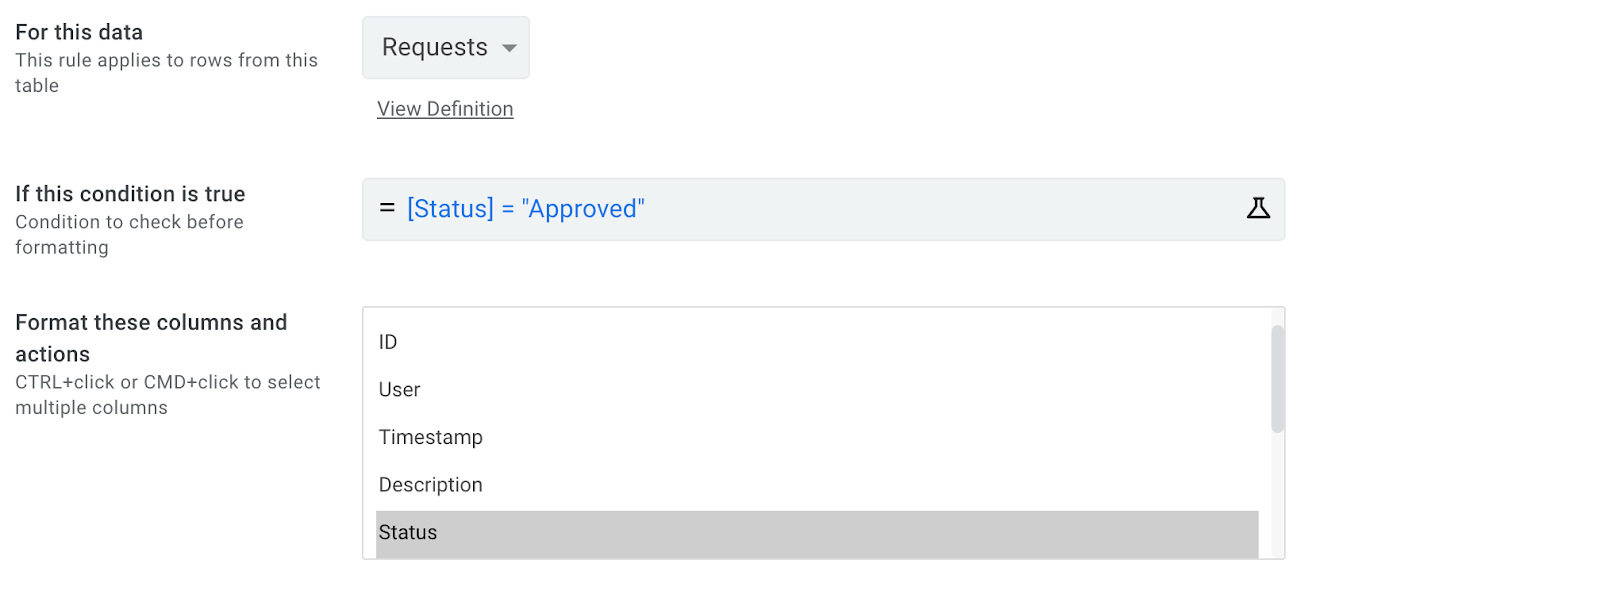 For this data
This rule applies to rows from this
table
Requests
View Definition
If this condition is true
Condition to check before
formatting
= [Status] = "Approved"
Format these columns and
actions
CTRL+click or CMD+click to select
multiple columns
ID
User
Timestamp
Description
Status